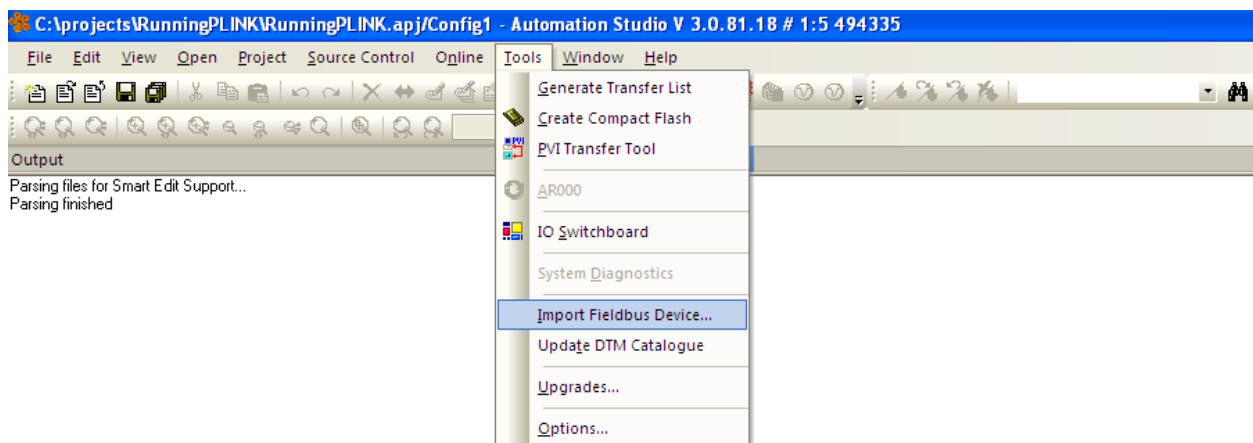 C:\projects\RunningPLINK\RunningPLINK.apj/Config1 - Automation Studio V 3.0.81.18 # 1:5 494335
File Edit View Open Project Source Control Online Tools Window Help
Generate Transfer List
Create Compact Flash
PVI
PVI Transfer Tool
Output
Parsing files for Smart Edit Support...
Parsing finished
AR000
IO Switchboard
System Diagnostics
Import Fieldbus Device...
Update DTM Catalogue
Upgrades...
Options...